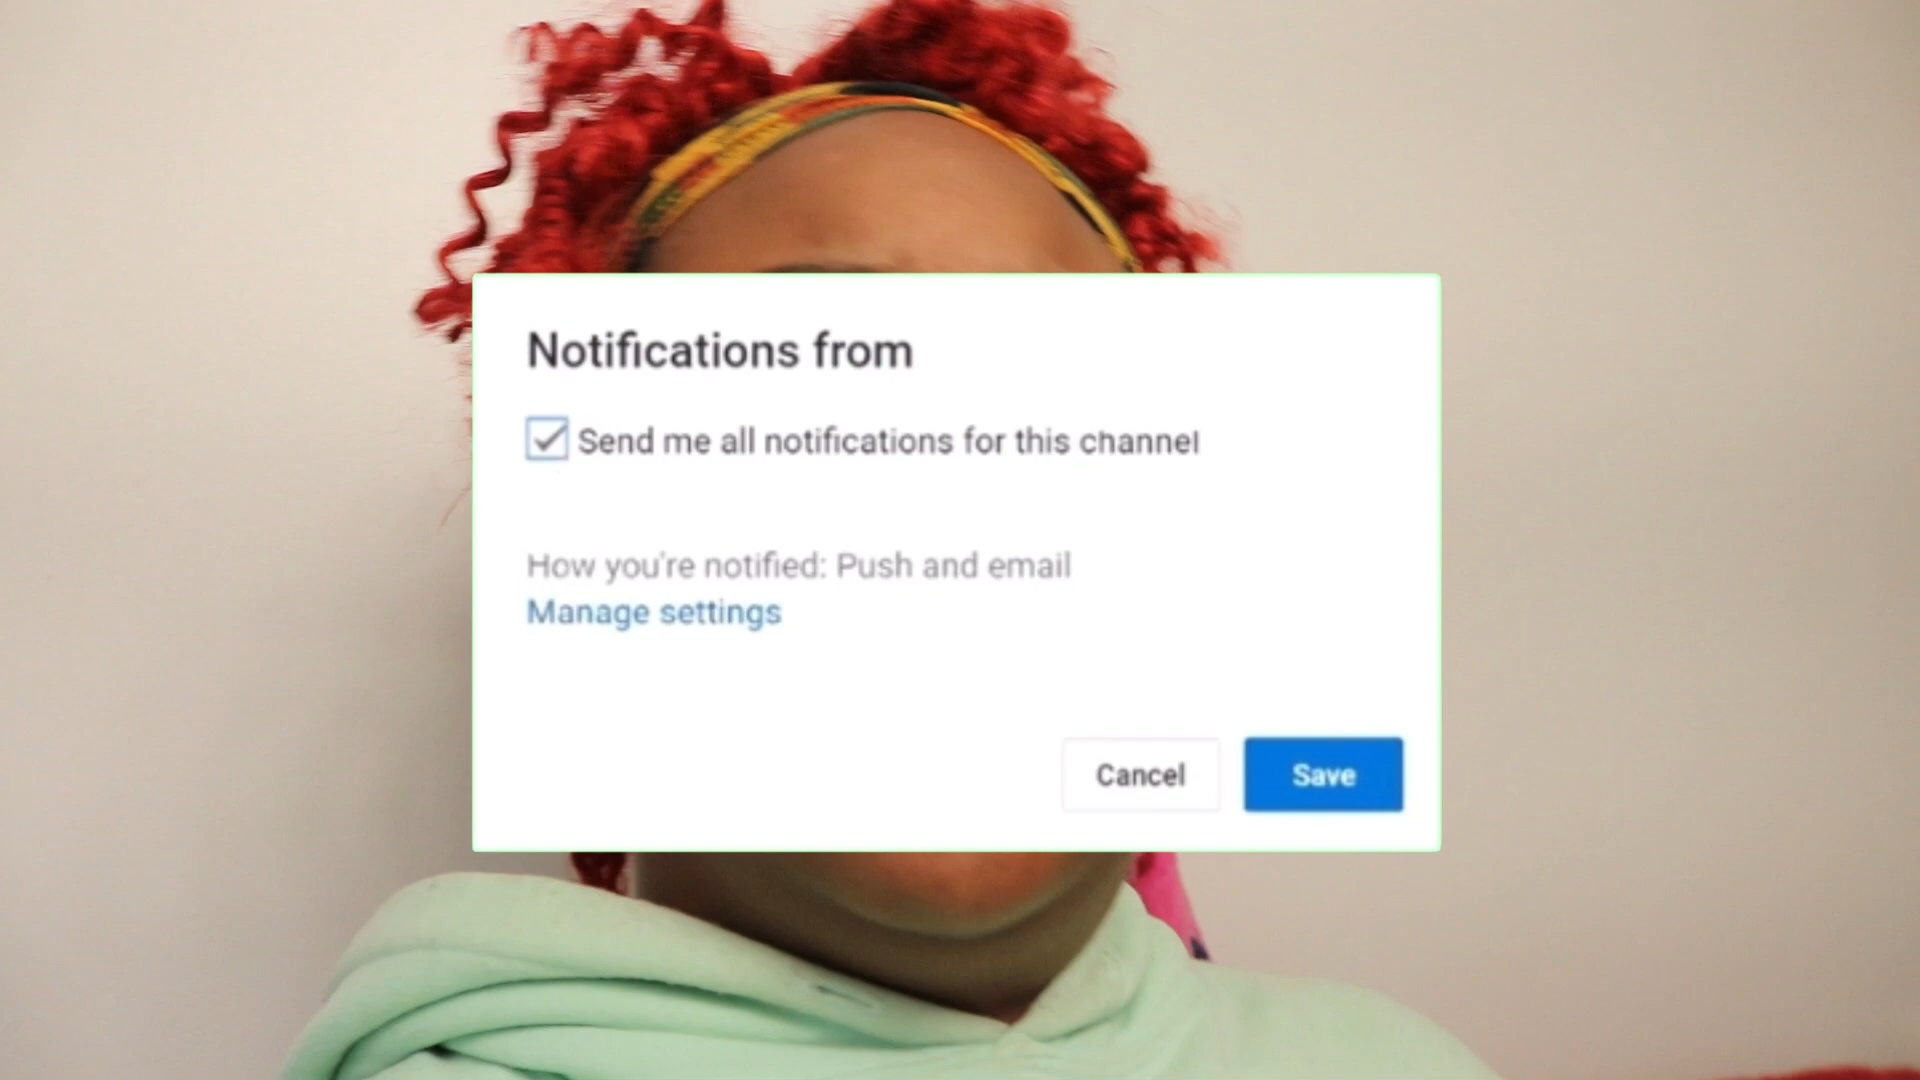 Notifications from
Send me all notifications for this channel
How you're notified: Push and email
Manage settings
Cancel
Save